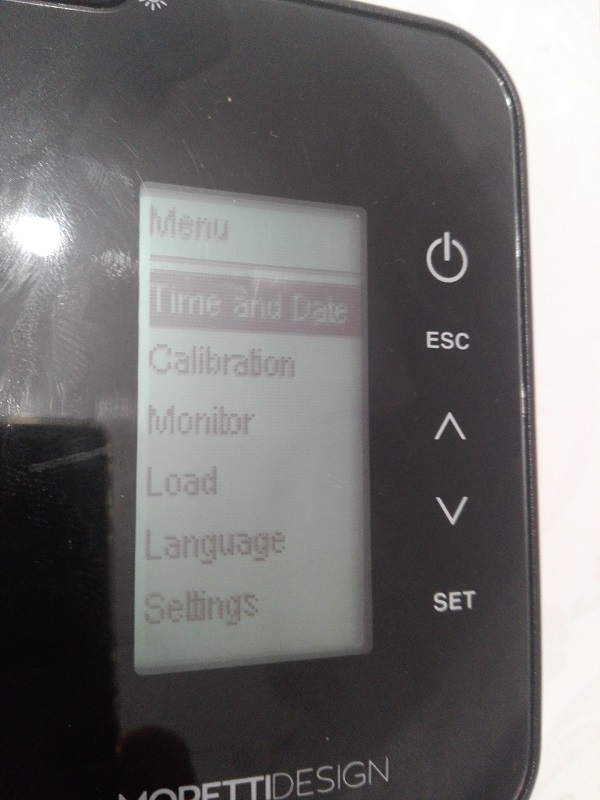 Menu
Time and Date
Calibration
Monitor
Load
Language
Settings
ESC
SET
MORETTIDESIGN